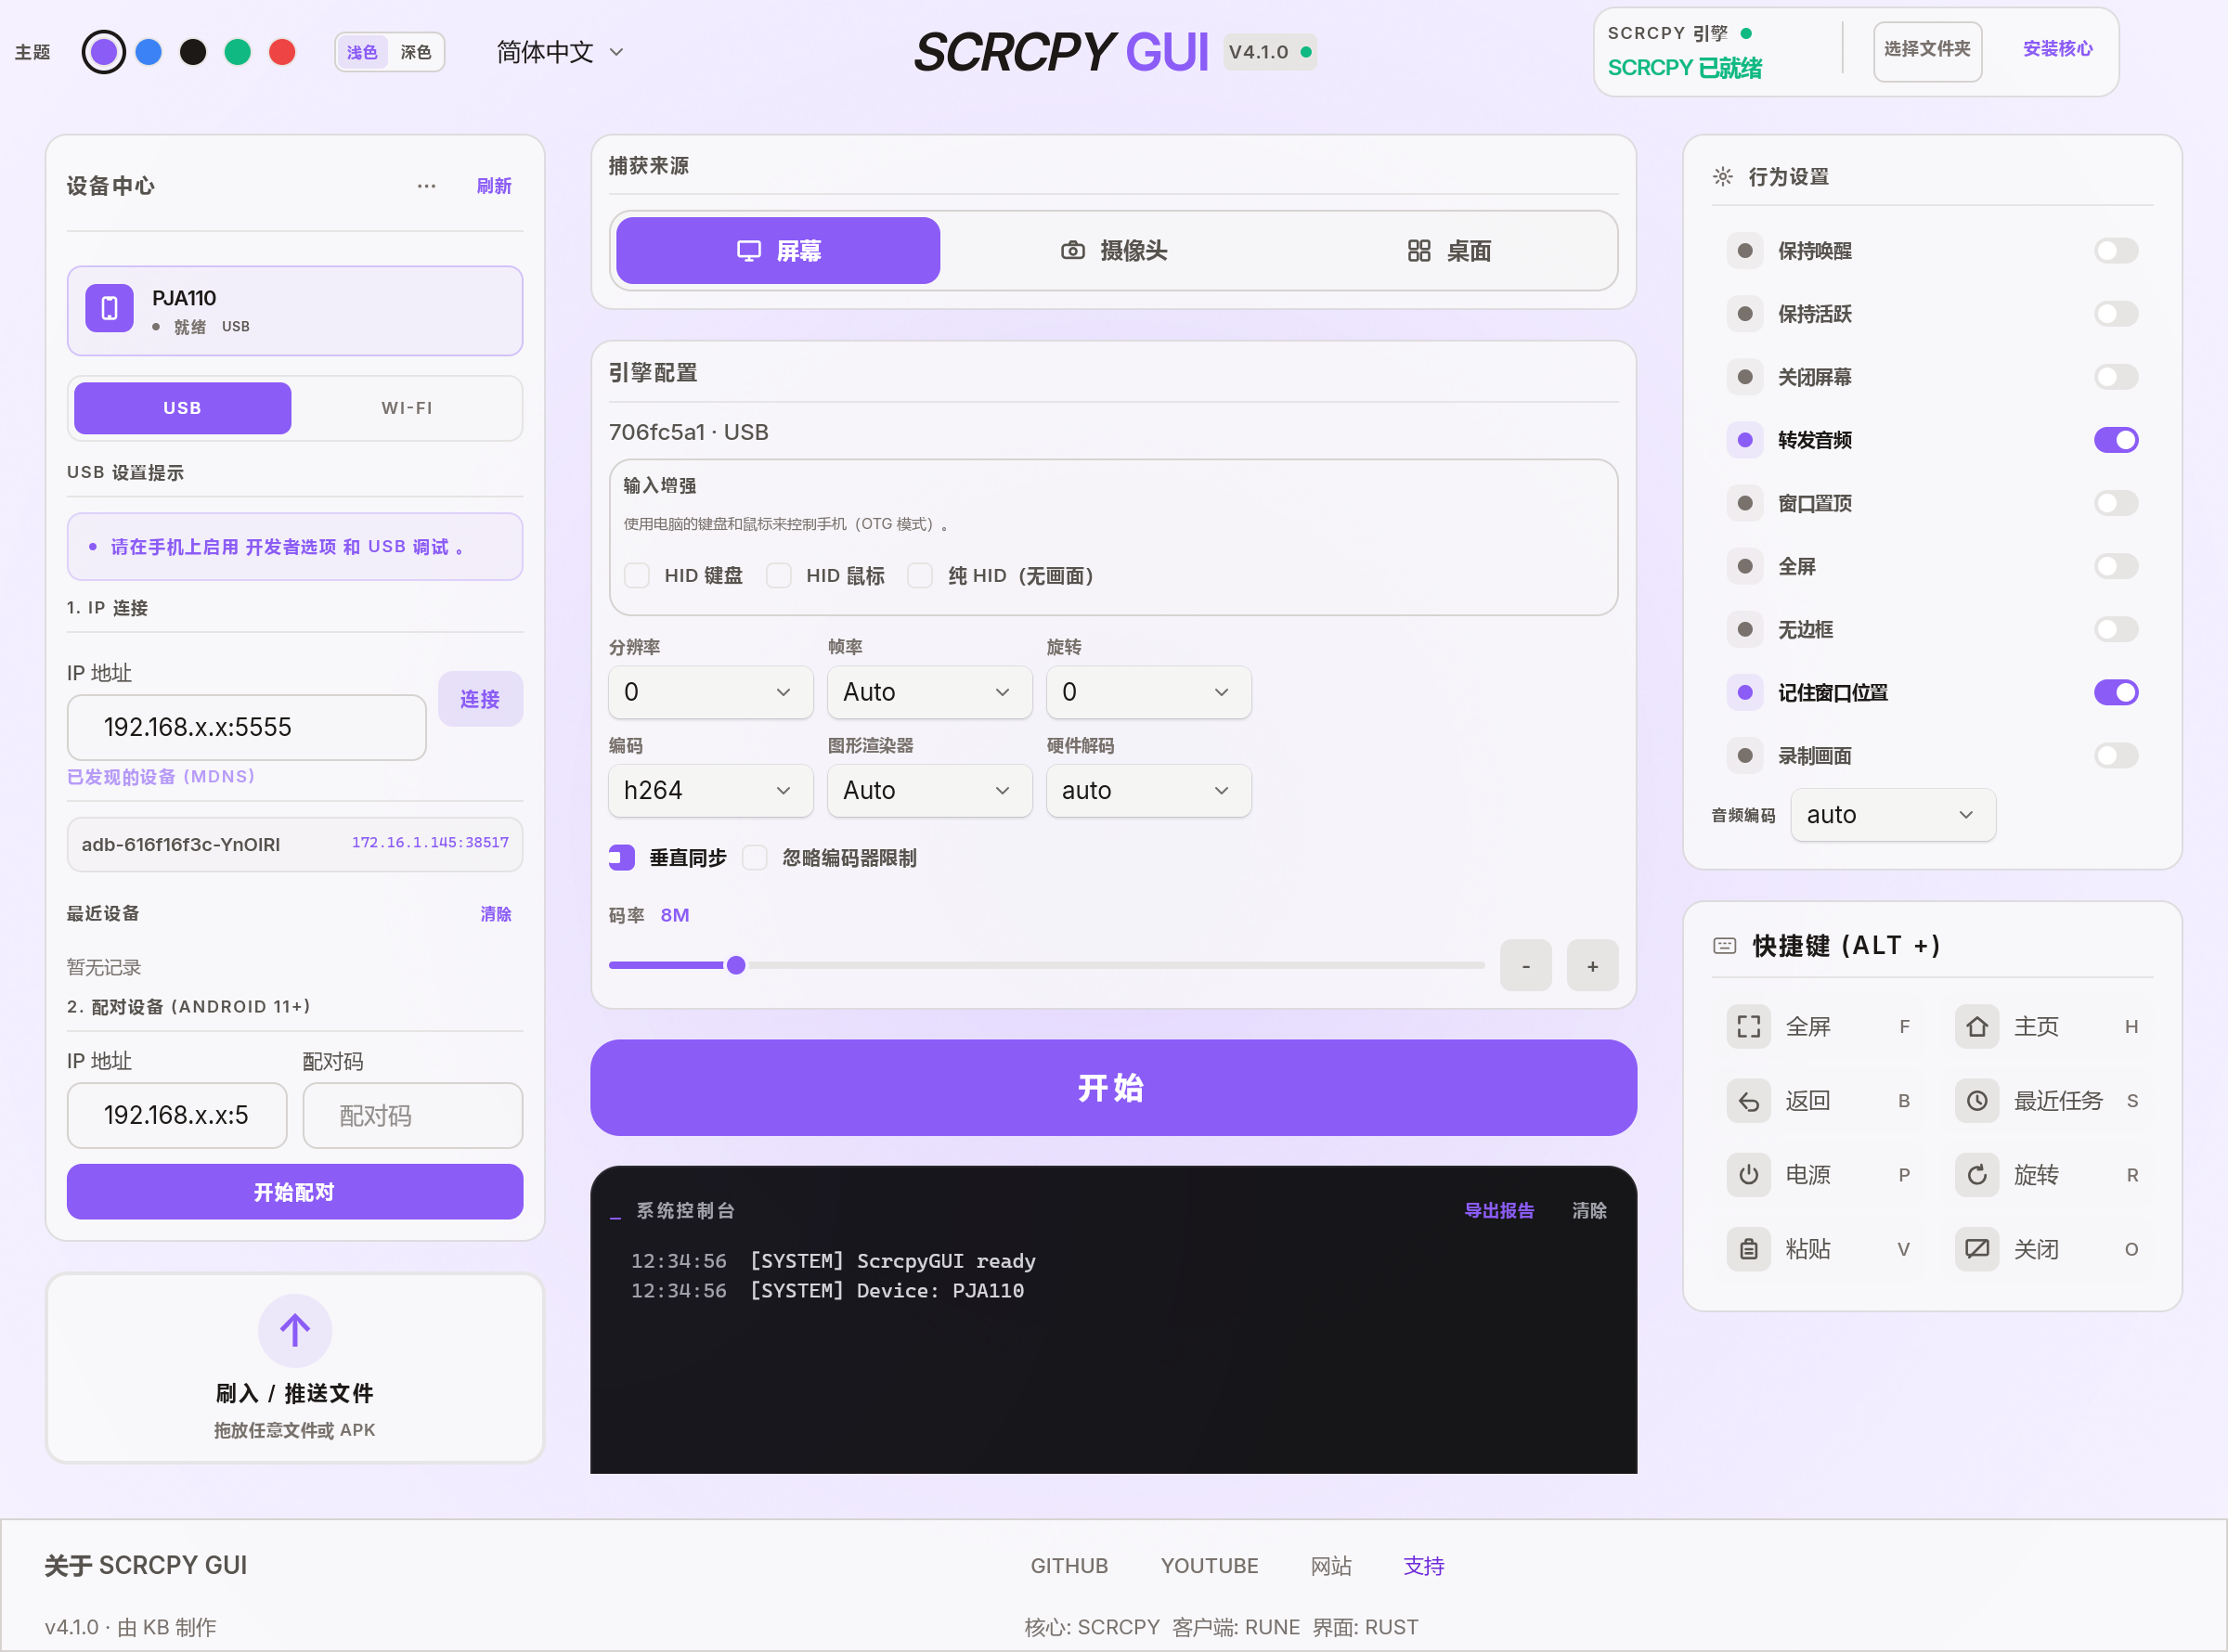 主题
浅色 深色
简体中文
SCRCPY GUI V4.1.0
SCRCPY 引擎
SCRCPY 已就绪
选择文件夹
安装核心
设备中心 ... 刷新
PJA110
就绪 USB
USB WI-FI
USB 设置提示
• 请在手机上启用 开发者选项 和 USB 调试 。
1. IP 连接
IP 地址
192.168.x.x:5555
连接
已发现的设备 (MDNS)
adb-616f16f3c-YnOIRI 172.16.1.145:38517
最近设备 清除
暂无记录
2. 配对设备 (ANDROID 11+)
IP 地址 配对码
192.168.x.x:5 配对码
开始配对
刷入 / 推送文件
拖放任意文件或 APK
捕获来源
屏幕 摄像头 桌面
引擎配置
706fc5a1 · USB
输入增强
使用电脑的键盘和鼠标来控制手机（OTG 模式）。
HID 键盘 HID 鼠标 纯 HID（无画面）
分辨率 帧率 旋转
0 Auto 0
编码 图形渲染器 硬件解码
h264 Auto auto
垂直同步 忽略编码器限制
码率 8M
- +
开始
_ 系统控制台 导出报告 清除
12:34:56 [SYSTEM] ScrcpyGUI ready
12:34:56 [SYSTEM] Device: PJA110
行为设置
保持唤醒
保持活跃
关闭屏幕
转发音频
窗口置顶
全屏
无边框
记住窗口位置
录制画面
音频编码 auto
快捷键 (ALT +)
全屏 F 主页 H
返回 B 最近任务 S
电源 P 旋转 R
粘贴 V 关闭 O
关于 SCRCPY GUI
GITHUB YOUTUBE 网站 支持
v4.1.0 · 由 KB 制作
核心: SCRCPY 客户端: RUNE 界面: RUST